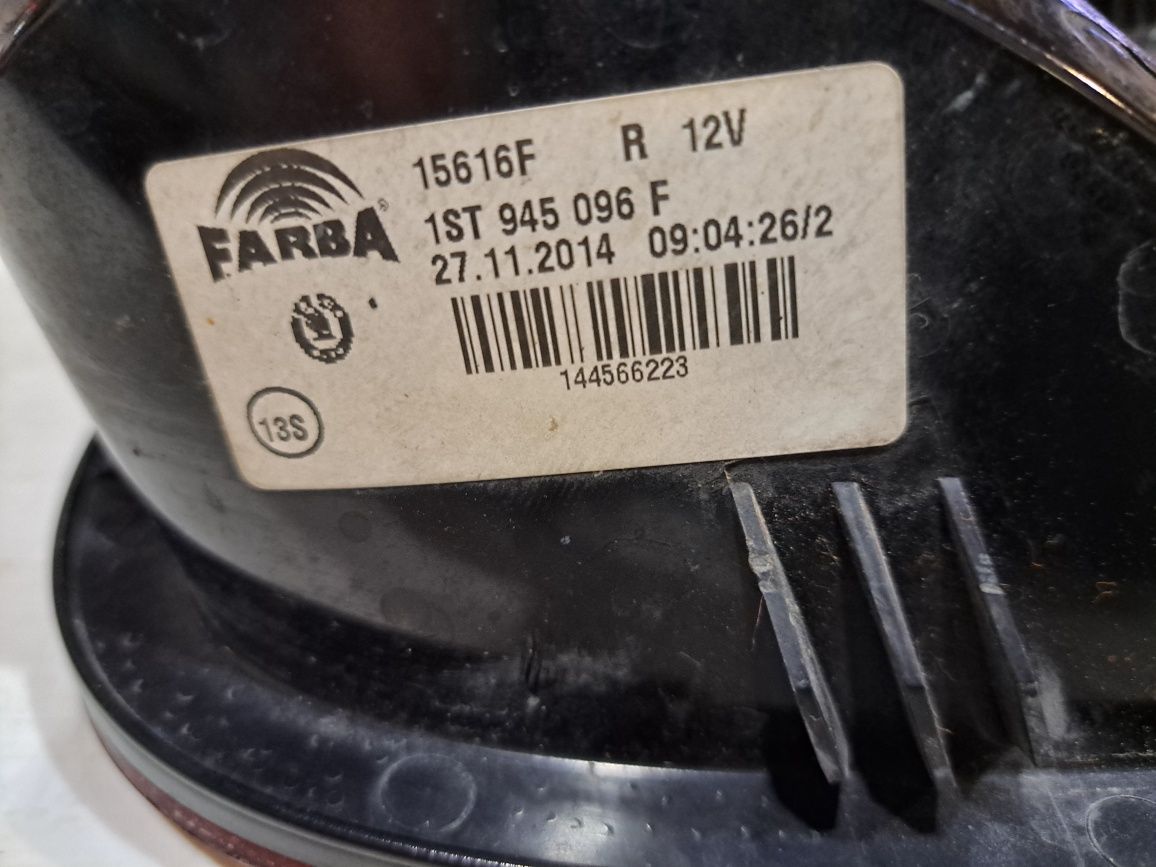 FARBA®
15616F R 12V
1ST 945 096 F
27.11.2014 09:04:26/2
144566223
13S